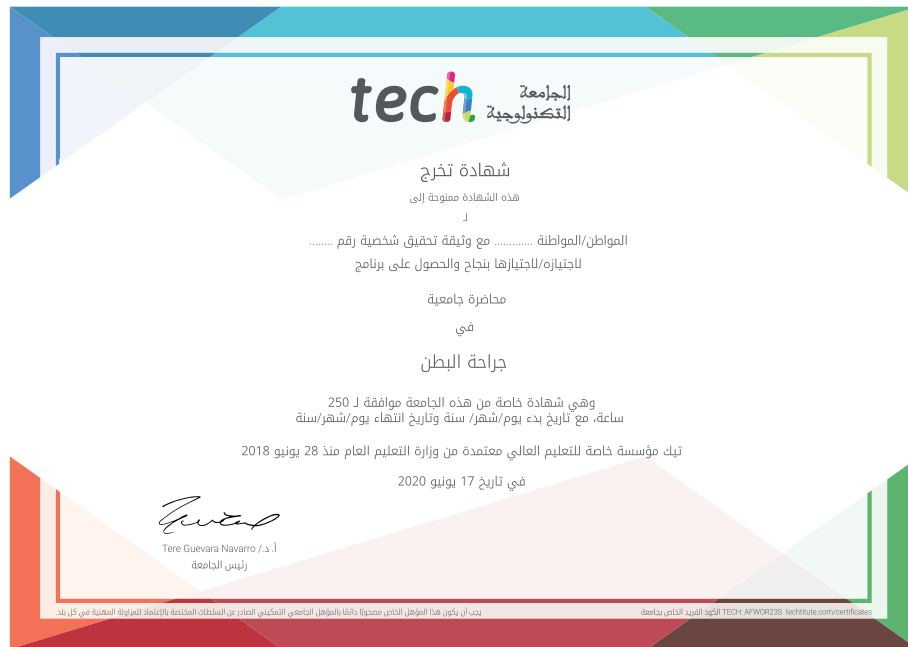 tech الجامعة
التكنولوجية
شهادة تخرج
هذه الشهادة ممنوحة إلى
لـ
المواطن/المواطنة ............ مع وثيقة تحقيق شخصية رقم ........
لاجتيازه/لاجتيازها بنجاح والحصول على برنامج
محاضرة جامعية
في
جراحة البطن
وهي شهادة خاصة من هذه الجامعة موافقة لـ 250
ساعة، مع تاريخ بدء يوم/شهر/ سنة وتاريخ انتهاء يوم/شهر/سنة
تيك مؤسسة خاصة للتعليم العالي معتمدة من وزارة التعليم العام منذ 28 يونيو 2018
في تاريخ 17 يونيو 2020
أ. د./ Tere Guevara Navarro
رئيس الجامعة
يجب أن يكون هذا المؤهل الخاص مصحوبًا دائمًا بالمؤهل الجامعي التمكيني الصادر عن السلطات المختصة بالإعتماد للمزاولة المهنية في كل بلد.
الكود الفريد الخاص بجامعة TECH: AFWOR23S techtitute.com/certificates